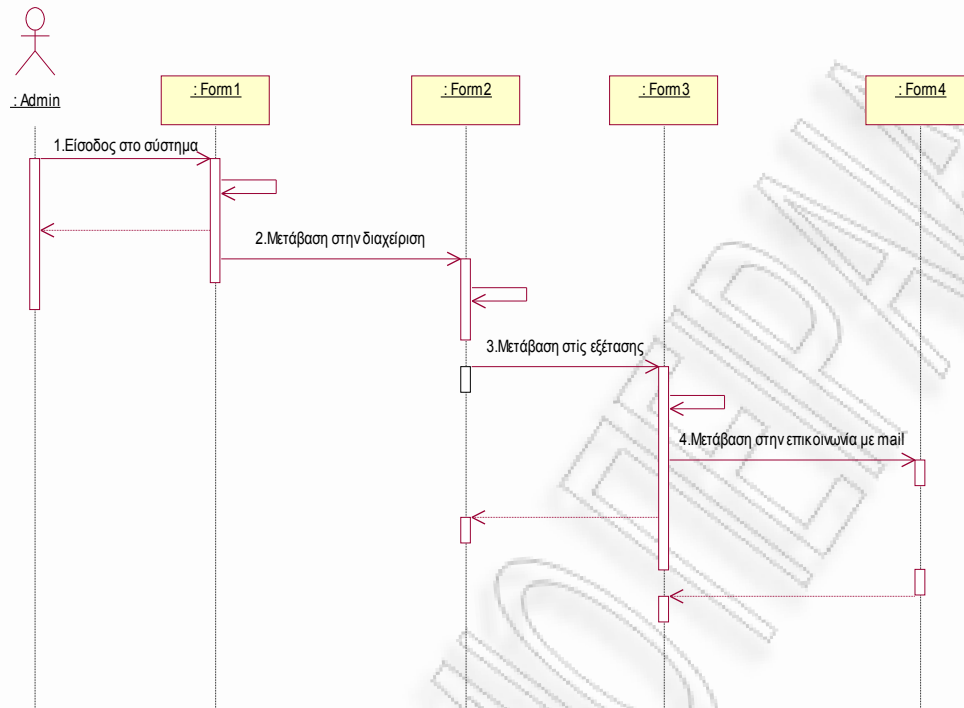 : Admin
: Form1
: Form2
: Form3
: Form4
1.Είσοδος στο σύστημα
2.Μετάβαση στην διαχείριση
3.Μετάβαση στίς εξέτασης
4.Μετάβαση στην επικοινωνία με mail